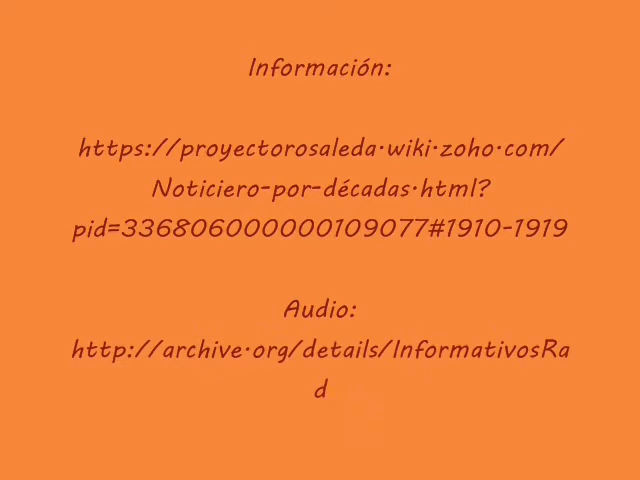 Información:
https://proyectorosaleda.wiki.zoho.com/
Noticiero-por-décadas.html?
pid=336806000000109077#1910-1919
Audio:
http://archive.org/details/InformativosRa
d